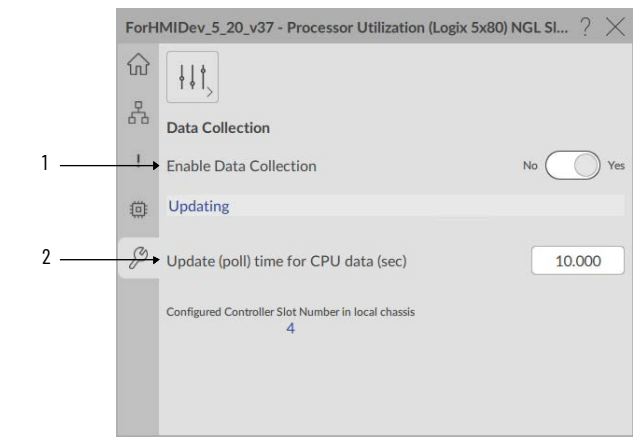 ForHMIDev_5_20_v37 - Processor Utilization (Logix 5x80) NGL Sl... ?
Data Collection
1 Enable Data Collection No Yes
Updating
2 Update (poll) time for CPU data (sec) 10.000
Configured Controller Slot Number in local chassis
4